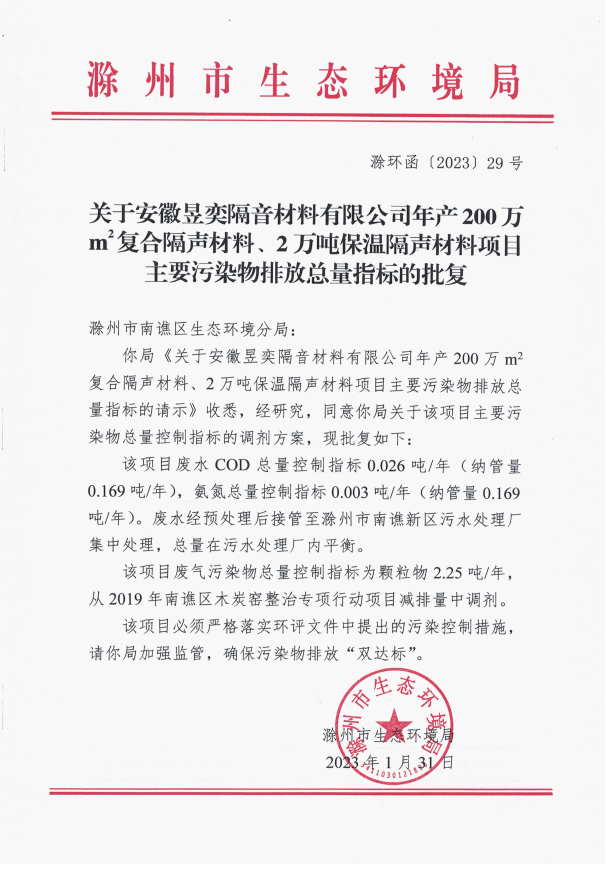 滁州市生态环境局
滁环函〔2023〕29号
关于安徽昱奕隔音材料有限公司年产200万
m²复合隔声材料、2万吨保温隔声材料项目
主要污染物排放总量指标的批复
滁州市南谯区生态环境分局：
你局《关于安徽昱奕隔音材料有限公司年产200万m²
复合隔声材料、2万吨保温隔声材料项目主要污染物排放总
量指标的请示》收悉，经研究，同意你局关于该项目主要污
染物总量控制指标的调剂方案，现批复如下：
该项目废水COD总量控制指标0.026吨/年（纳管量
0.169吨/年），氨氮总量控制指标0.003吨/年（纳管量0.169
吨/年）。废水经预处理后接管至滁州市南谯新区污水处理厂
集中处理，总量在污水处理厂内平衡。
该项目废气污染物总量控制指标为颗粒物2.25吨/年，
从2019年南谯区木炭窑整治专项行动项目减排量中调剂。
该项目必须严格落实环评文件中提出的污染控制措施，
请你局加强监管，确保污染物排放“双达标”。
滁州市生态环境局
滁州市生态环境局
2023年1月31日